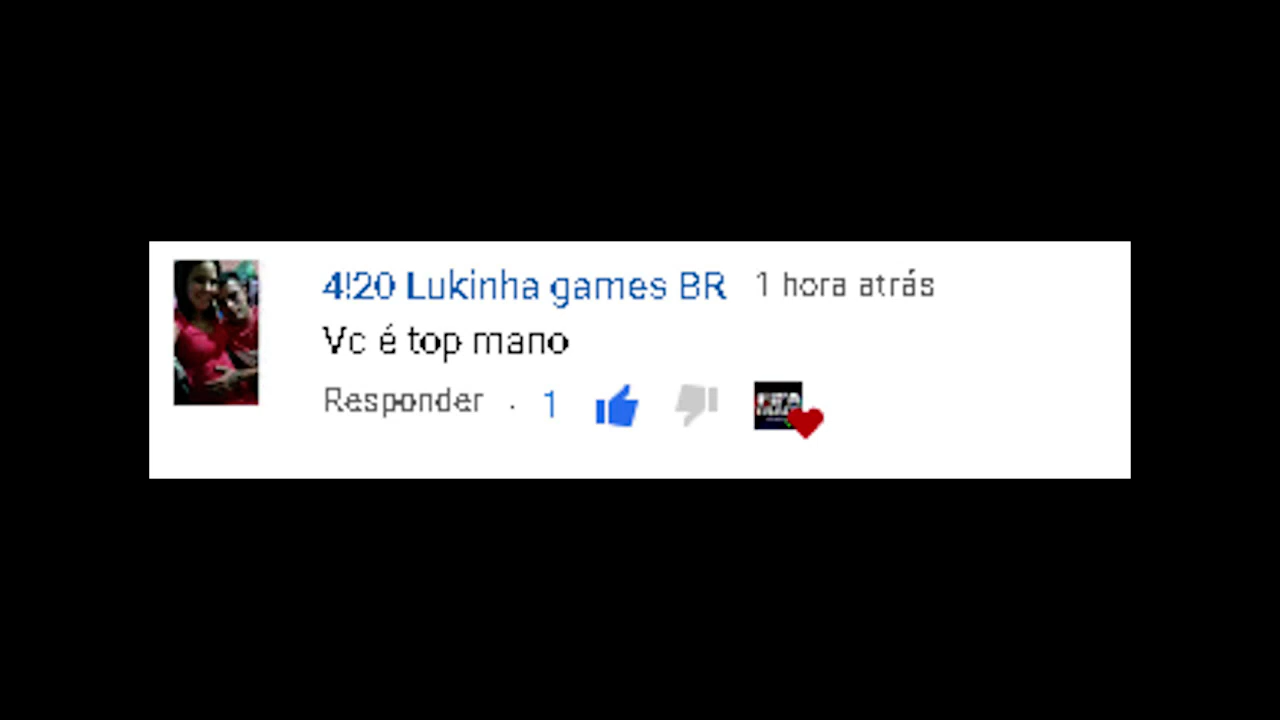 4!20 Lukinha games BR 1 hora atrás
Vc é top mano
Responder · 1